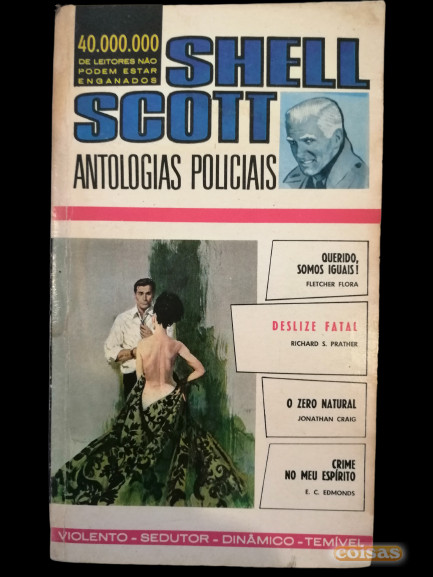 40.000.000
DE LEITORES NÃO
PODEM ESTAR
ENGANADOS
SHELL
SCOTT
ANTOLOGIAS POLICIAIS
QUERIDO,
SOMOS IGUAIS!
FLETCHER FLORA
DESLIZE FATAL
RICHARD S. PRATHER
O ZERO NATURAL
JONATHAN CRAIG
CRIME
NO MEU ESPÍRITO
E. C. EDMONDS
VIOLENTO - SEDUTOR - DINÂMICO - TEMÍVEL
coisas